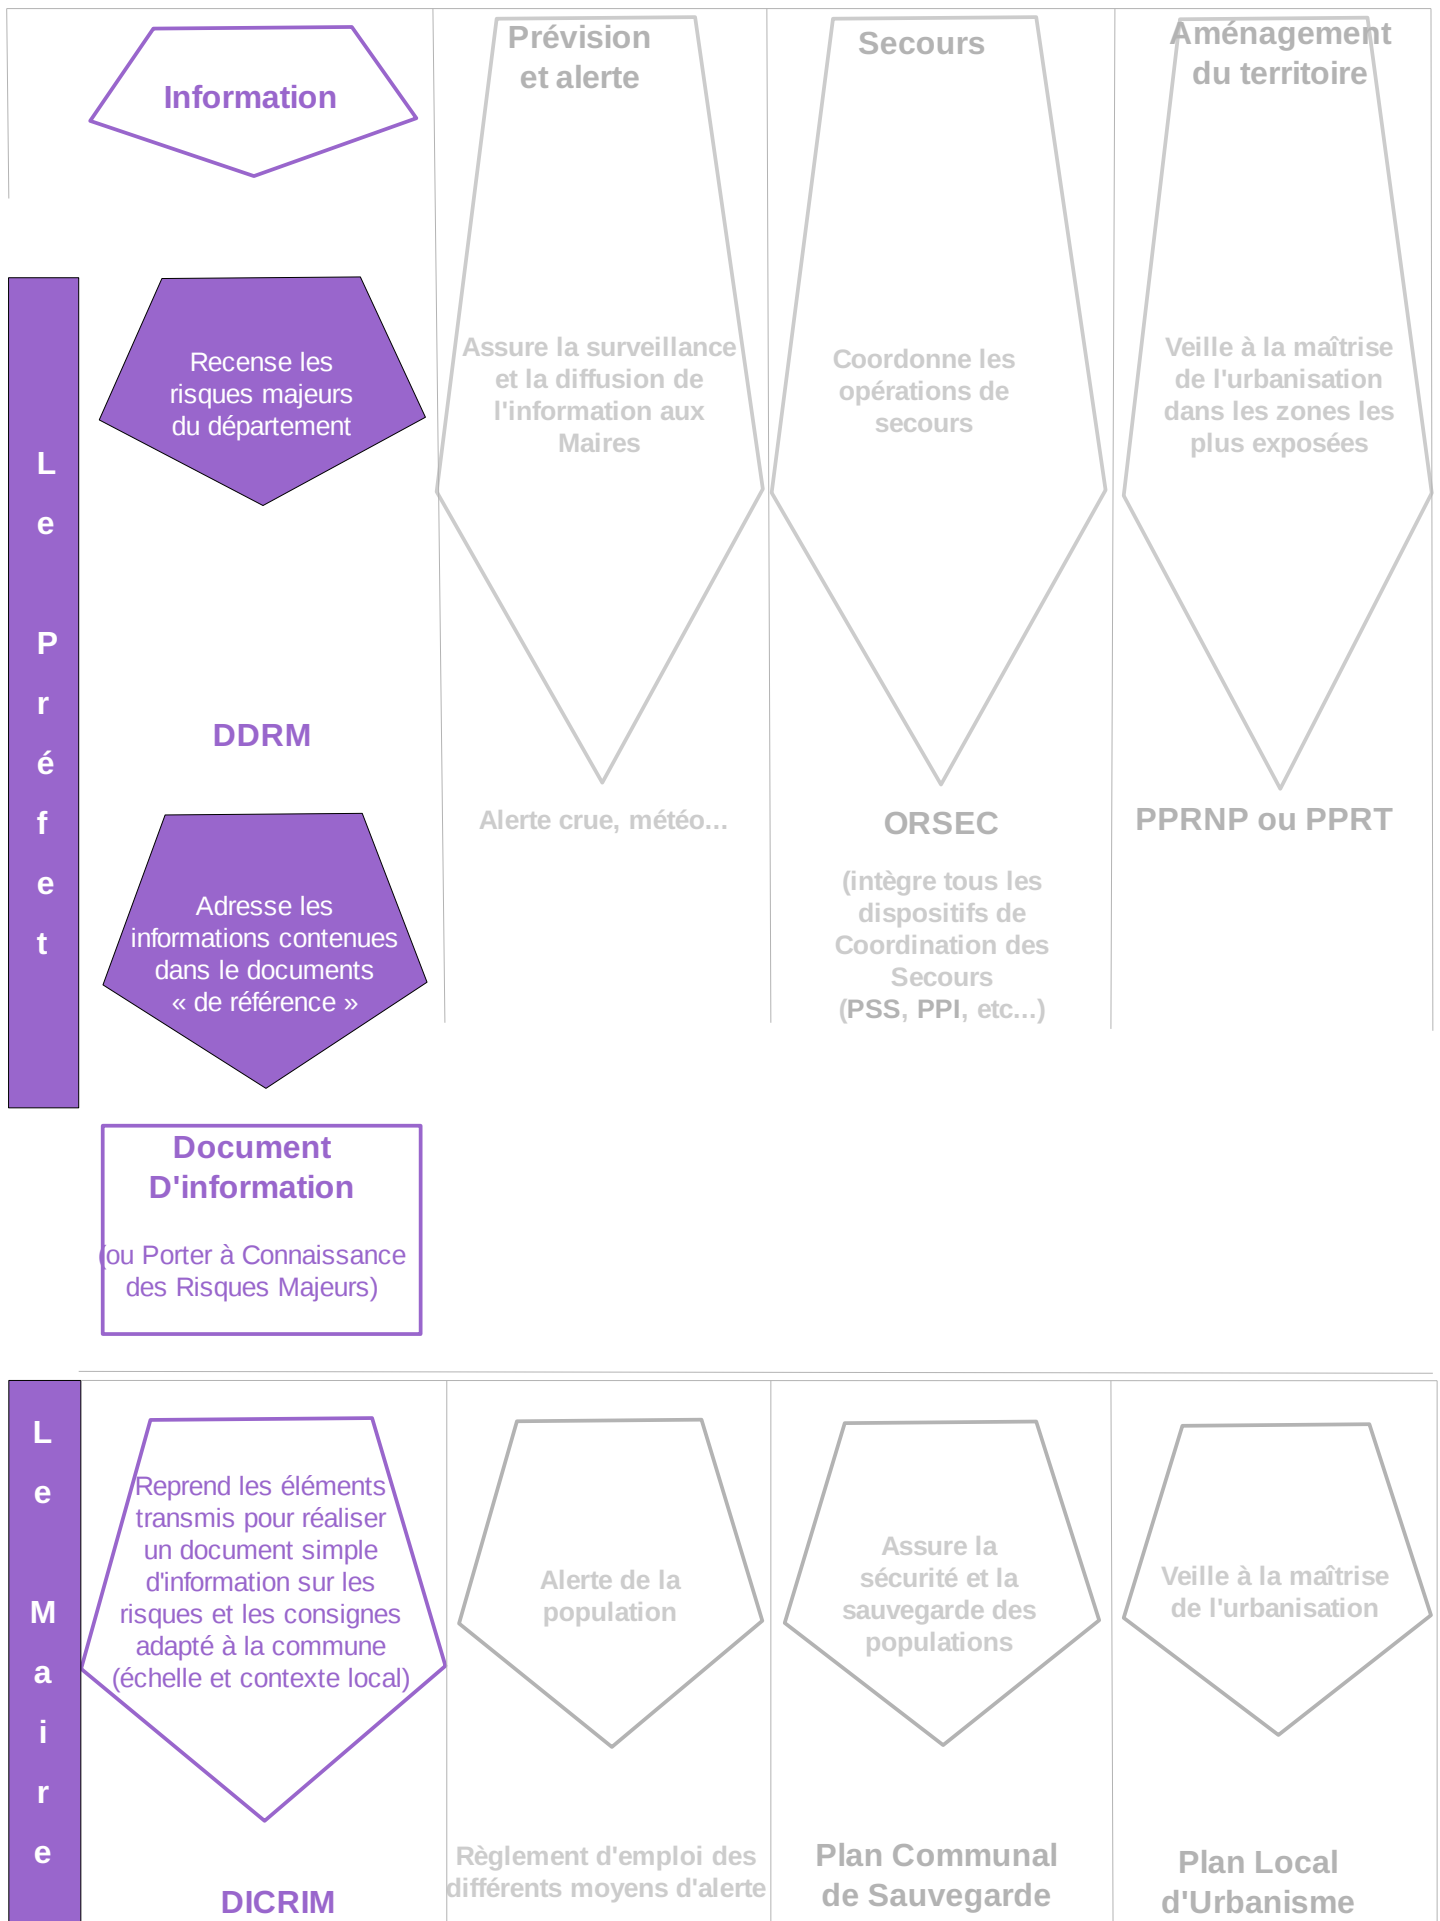 Information
Prévision
et alerte
Secours
Aménagement
du territoire
Le Préfet
Recense les
risques majeurs
du département
Assure la surveillance
et la diffusion de
l'information aux
Maires
Coordonne les
opérations de
secours
Veille à la maîtrise
de l'urbanisation
dans les zones les
plus exposées
DDRM
Alerte crue, météo...
ORSEC
(intègre tous les
dispositifs de
Coordination des
Secours
(PSS, PPI, etc...)
PPRNP ou PPRT
Adresse les
informations contenues
dans le documents
« de référence »
Document
D'information
(ou Porter à Connaissance
des Risques Majeurs)
Le Maire
Reprend les éléments
transmis pour réaliser
un document simple
d'information sur les
risques et les consignes
adapté à la commune
(échelle et contexte local)
Alerte de la
population
Assure la
sécurité et la
sauvegarde des
populations
Veille à la maîtrise
de l'urbanisation
DICRIM
Règlement d'emploi des
différents moyens d'alerte
Plan Communal
de Sauvegarde
Plan Local
d'Urbanisme